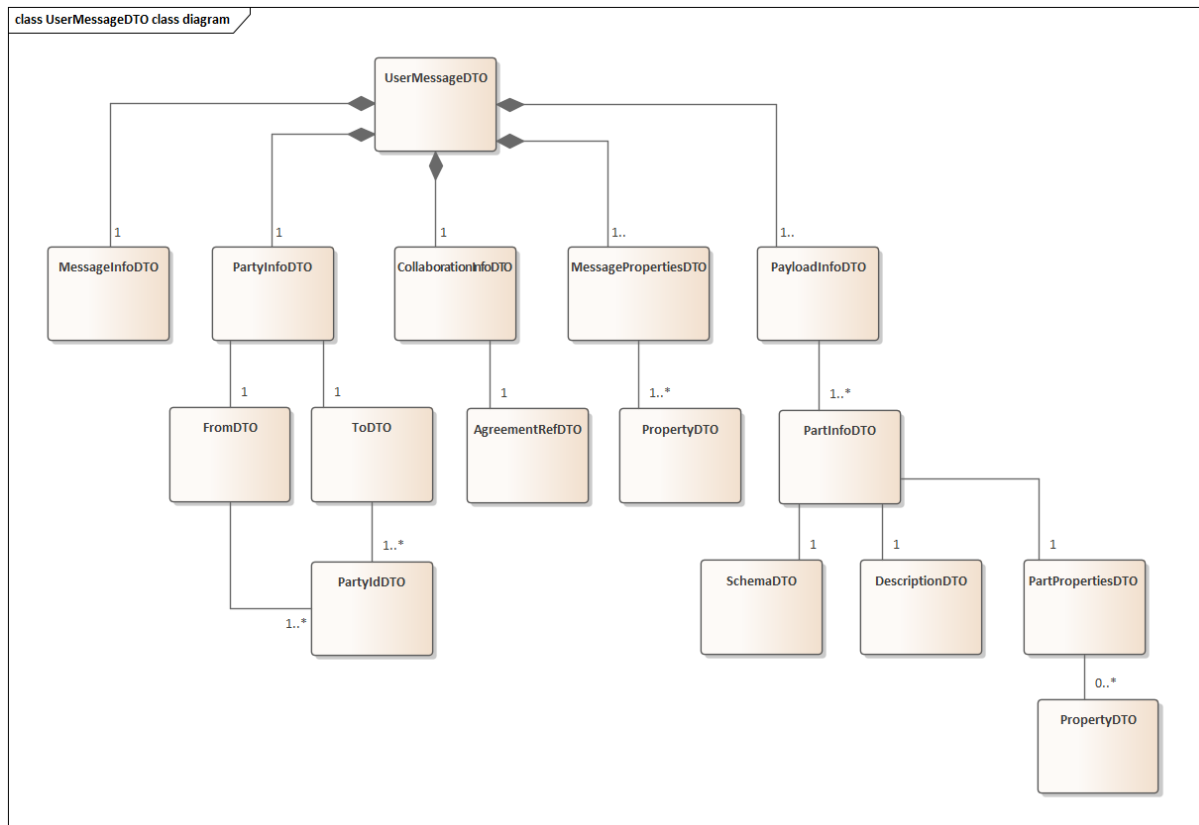 class UserMessageDTO class diagram
UserMessageDTO
1
1
1
1..
1..
MessageInfoDTO
PartyInfoDTO
CollaborationInfoDTO
MessagePropertiesDTO
PayloadInfoDTO
1
1
1
1..*
1..*
FromDTO
ToDTO
AgreementRefDTO
PropertyDTO
PartInfoDTO
1..*
1
1
1
PartyIdDTO
SchemaDTO
DescriptionDTO
PartPropertiesDTO
1..*
0..*
PropertyDTO